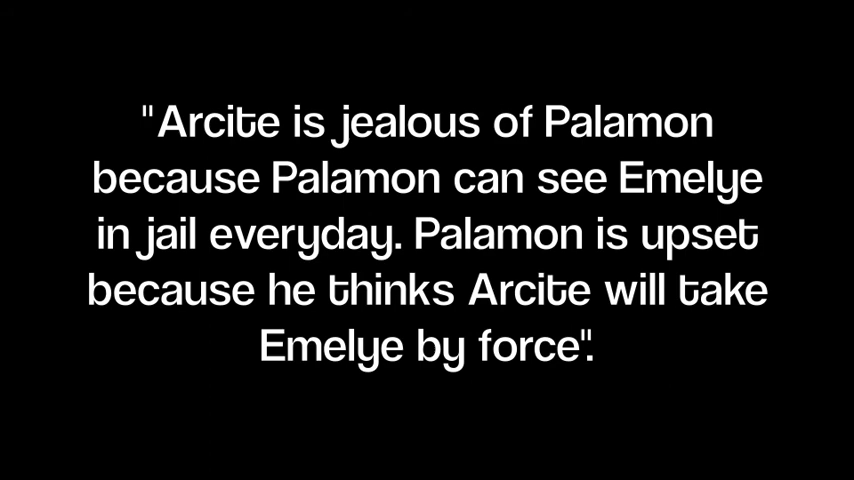 "Arcite is jealous of Palamon
because Palamon can see Emelye
in jail everyday. Palamon is upset
because he thinks Arcite will take
Emelye by force".